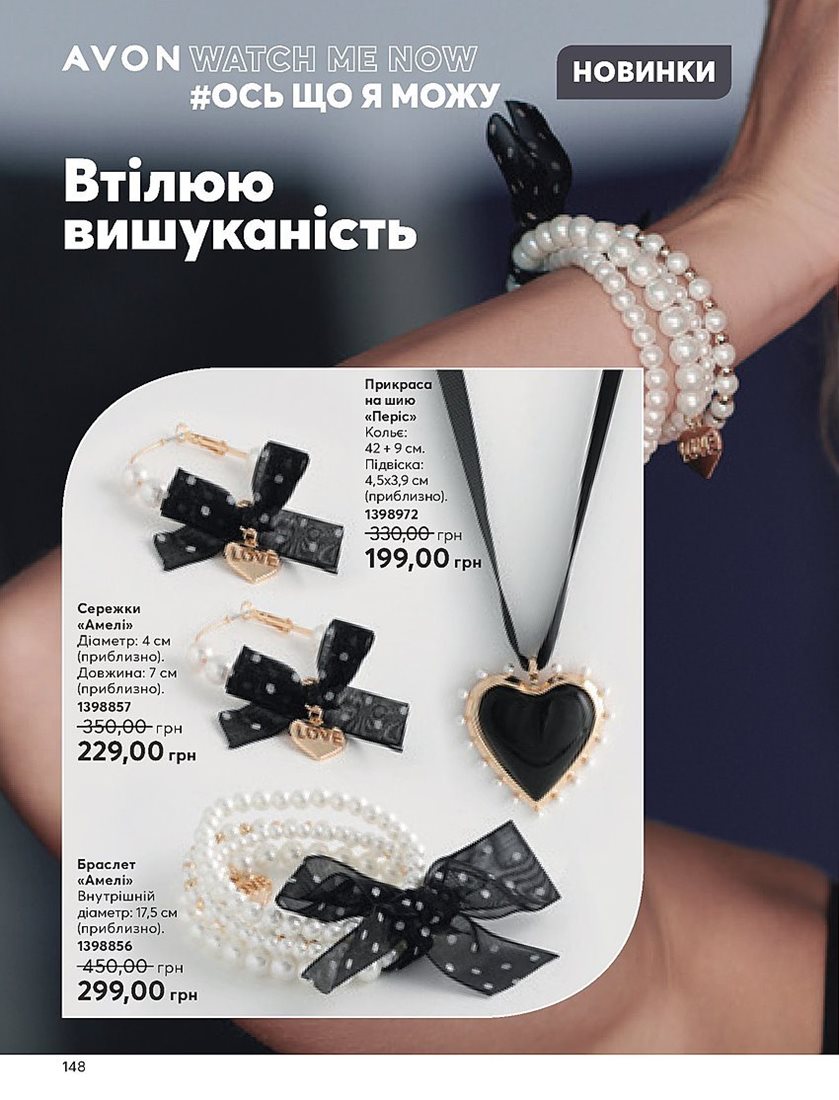 AVON WATCH ME NOW
#ОСЬ ЩО Я МОЖУ
НОВИНКИ
Втілюю
вишуканість
Прикраса
на шию
«Періс»
Кольє:
42 + 9 см.
Підвіска:
4,5х3,9 см
(приблизно).
1398972
330,00 грн
199,00 грн
LOVE
Сережки
«Амелі»
Діаметр: 4 см
(приблизно).
Довжина: 7 см
(приблизно).
1398857
350,00 грн
229,00 грн
LOVE
Браслет
«Амелі»
Внутрішній
діаметр: 17,5 см
(приблизно).
1398856
450,00 грн
299,00 грн
148